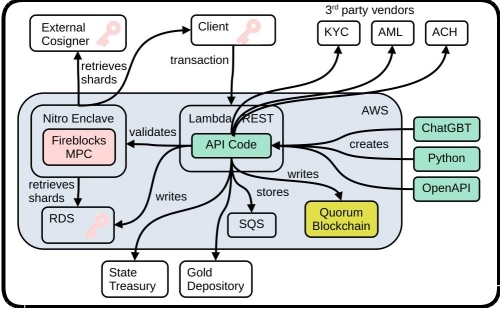 3rd party vendors
External
Cosigner
Client
KYC
AML
ACH
retrieves
shards
transaction
AWS
Nitro Enclave
Lambda REST
Fireblocks
MPC
validates
API Code
creates
ChatGBT
Python
OpenAPI
retrieves
shards
writes
stores
writes
RDS
SQS
Quorum
Blockchain
State
Treasury
Gold
Depository